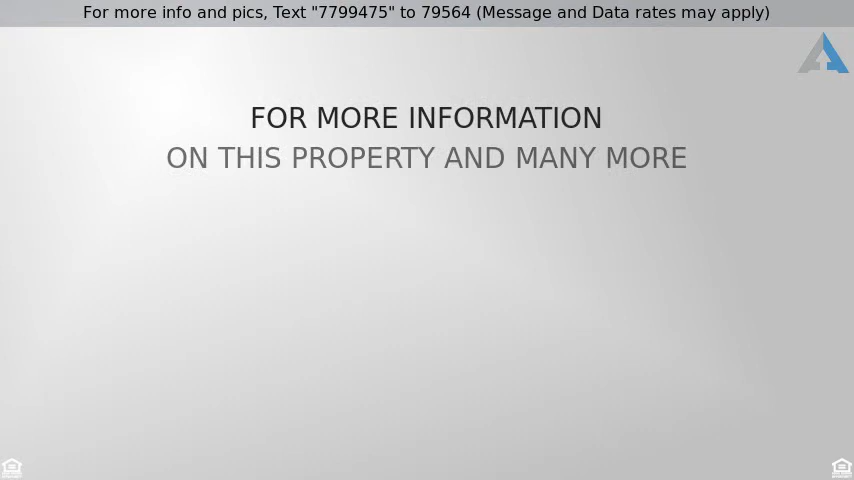 For more info and pics, Text "7799475" to 79564 (Message and Data rates may apply)
FOR MORE INFORMATION
ON THIS PROPERTY AND MANY MORE